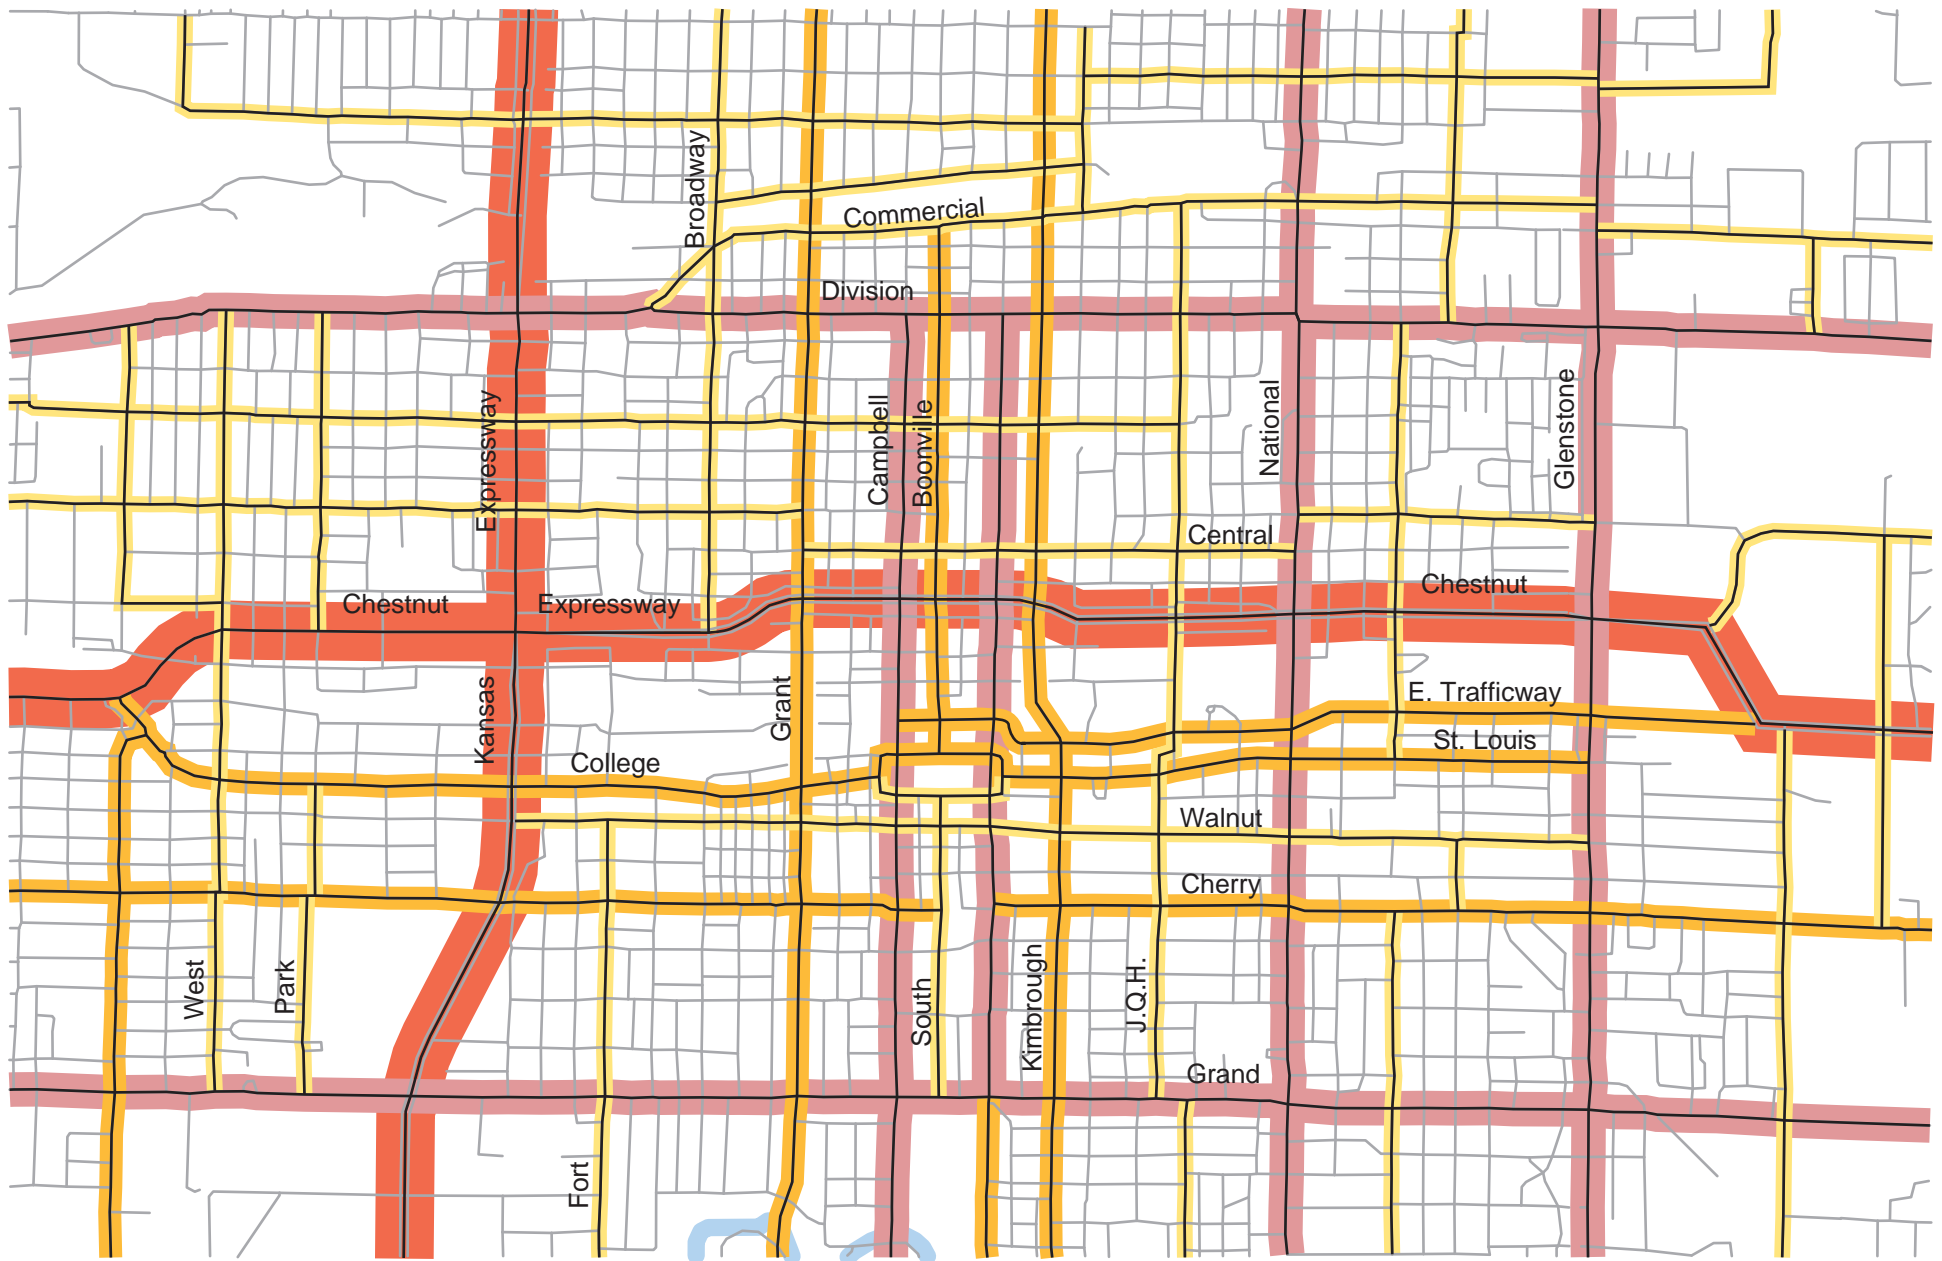 Broadway
Commercial
Division
Expressway
Campbell
Boonville
National
Glenstone
Central
Chestnut
Expressway
Chestnut
Kansas
Grant
E. Trafficway
St. Louis
College
Walnut
Cherry
West
Park
South
Kimbrough
J.Q.H.
Grand
Fort